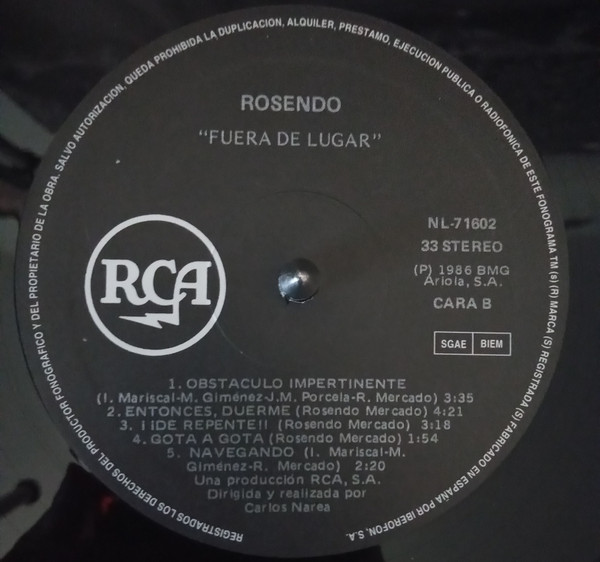 REGISTRADOS LOS DERECHOS DEL PRODUCTOR FONOGRAFICO Y DEL PROPIETARIO DE LA OBRA. SALVO AUTORIZACION, QUEDA PROHIBIDA LA DUPLICACION, ALQUILER, PRESTAMO, EJECUCION PUBLICA O RADIOFONICA DE ESTE FONOGRAMA TM (s) (R) MARCA (S) REGISTRADA (S) FABRICADO EN ESPAÑA POR IBEROFON, S.A.
ROSENDO
"FUERA DE LUGAR"
NL-71602
33 STEREO
(P) 1986 BMG
Ariola, S.A.
CARA B
RCA
SGAE BIEM
1. OBSTACULO IMPERTINENTE
(I. Mariscal-M. Giménez-J.M. Porcela-R. Mercado) 3:35
2. ENTONCES, DUERME (Rosendo Mercado) 4:21
3. ¡IDE REPENTE!! (Rosendo Mercado) 3:18
4. GOTA A GOTA (Rosendo Mercado) 1:54
5. NAVEGANDO (I. Mariscal-M.
Giménez-R. Mercado) 2:20
Una producción RCA, S.A.
Dirigida y realizada por
Carlos Narea